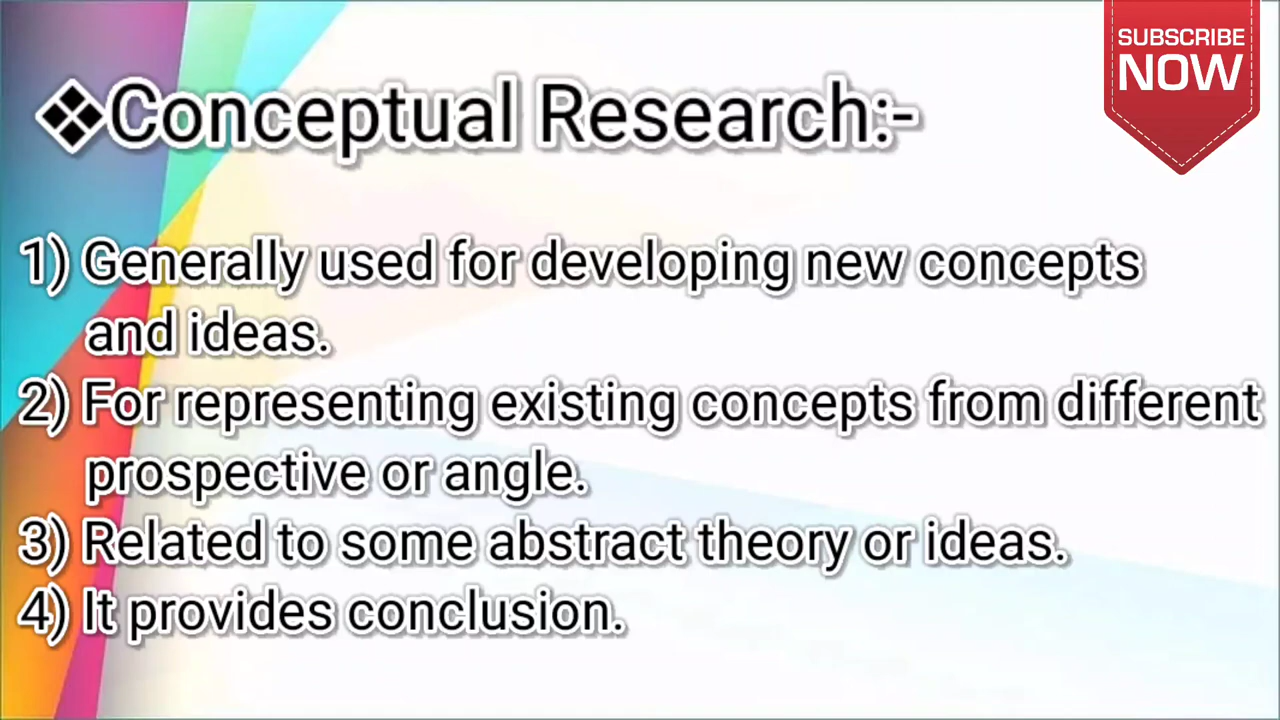 SUBSCRIBE
NOW
❖Conceptual Research:-
1) Generally used for developing new concepts
and ideas.
2) For representing existing concepts from different
prospective or angle.
3) Related to some abstract theory or ideas.
4) It provides conclusion.